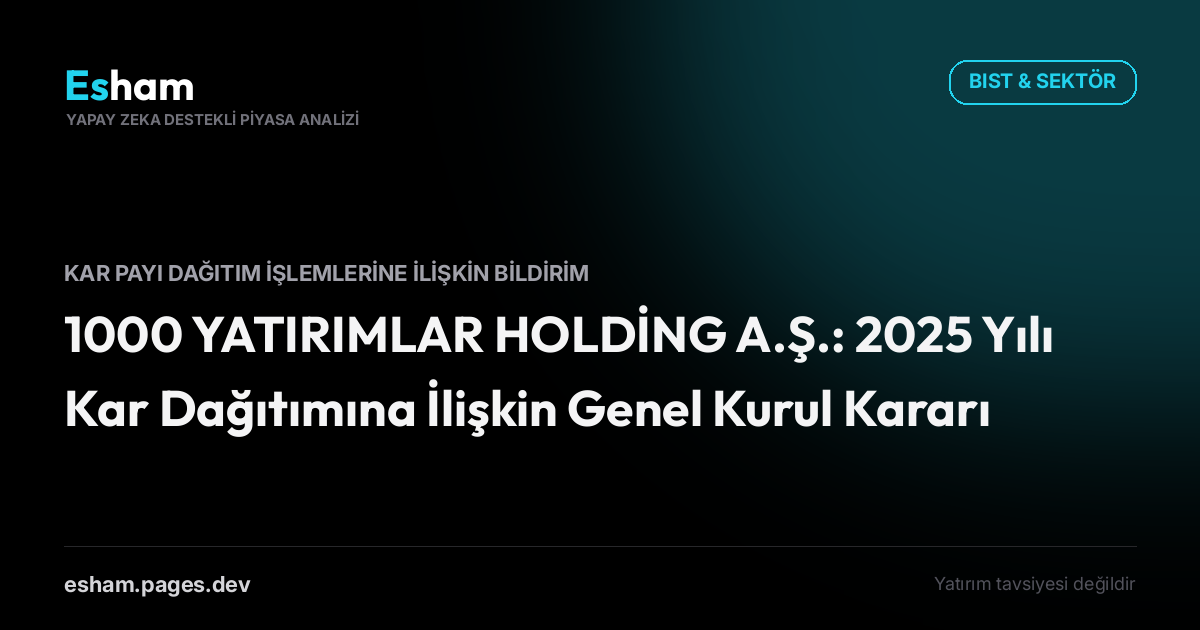 Esham
BIST & SEKTÖR
YAPAY ZEKA DESTEKLİ PİYASA ANALİZİ
KAR PAYI DAĞITIM İŞLEMLERİNE İLİŞKİN BİLDİRİM
1000 YATIRIMLAR HOLDİNG A.Ş.: 2025 Yılı
Kar Dağıtımına İlişkin Genel Kurul Kararı
esham.pages.dev
Yatırım tavsiyesi değildir